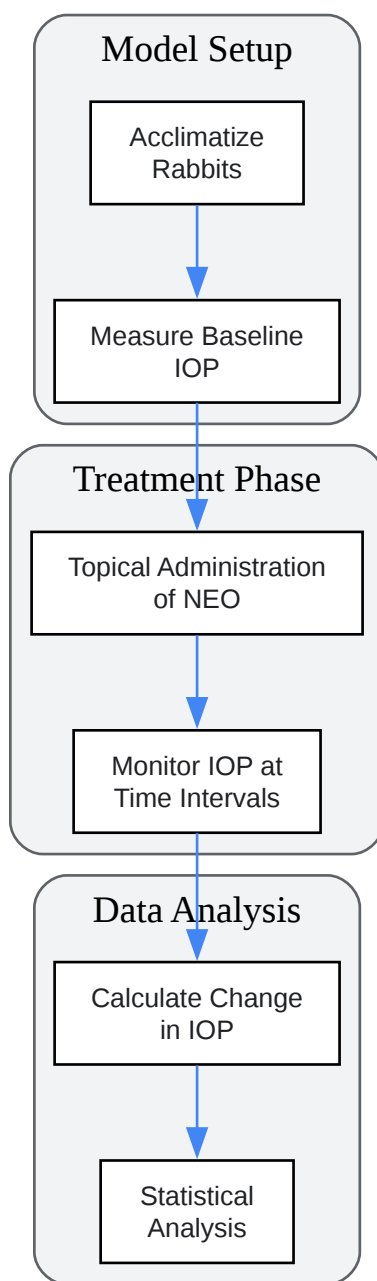 Model Setup
Acclimatize
Rabbits
Measure Baseline
IOP
Treatment Phase
Topical Administration
of NEO
Monitor IOP at
Time Intervals
Data Analysis
Calculate Change
in IOP
Statistical
Analysis